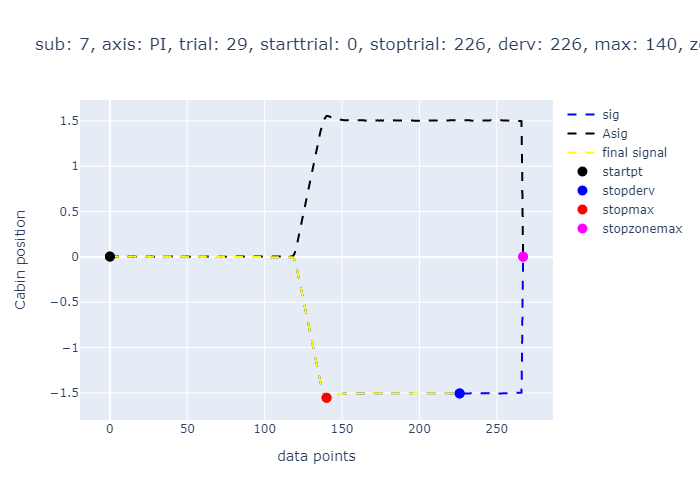 sub: 7, axis: PI, trial: 29, starttrial: 0, stoptrial: 226, derv: 226, max: 140,
sig
Asig
final signal
startpt
stopderv
stopmax
stopzonemax
Cabin position
1.5
1
0.5
0
−0.5
−1
−1.5
0
50
100
150
200
250
data points